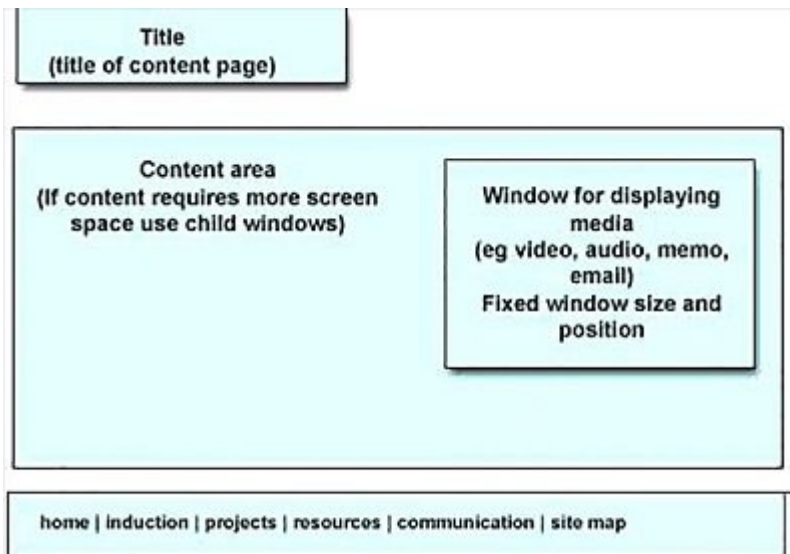 Title
(title of content page)
Content area
(If content requires more screen
space use child windows)
Window for displaying
media
(eg video, audio, memo,
email)
Fixed window size and
position
home | induction | projects | resources | communication | site map